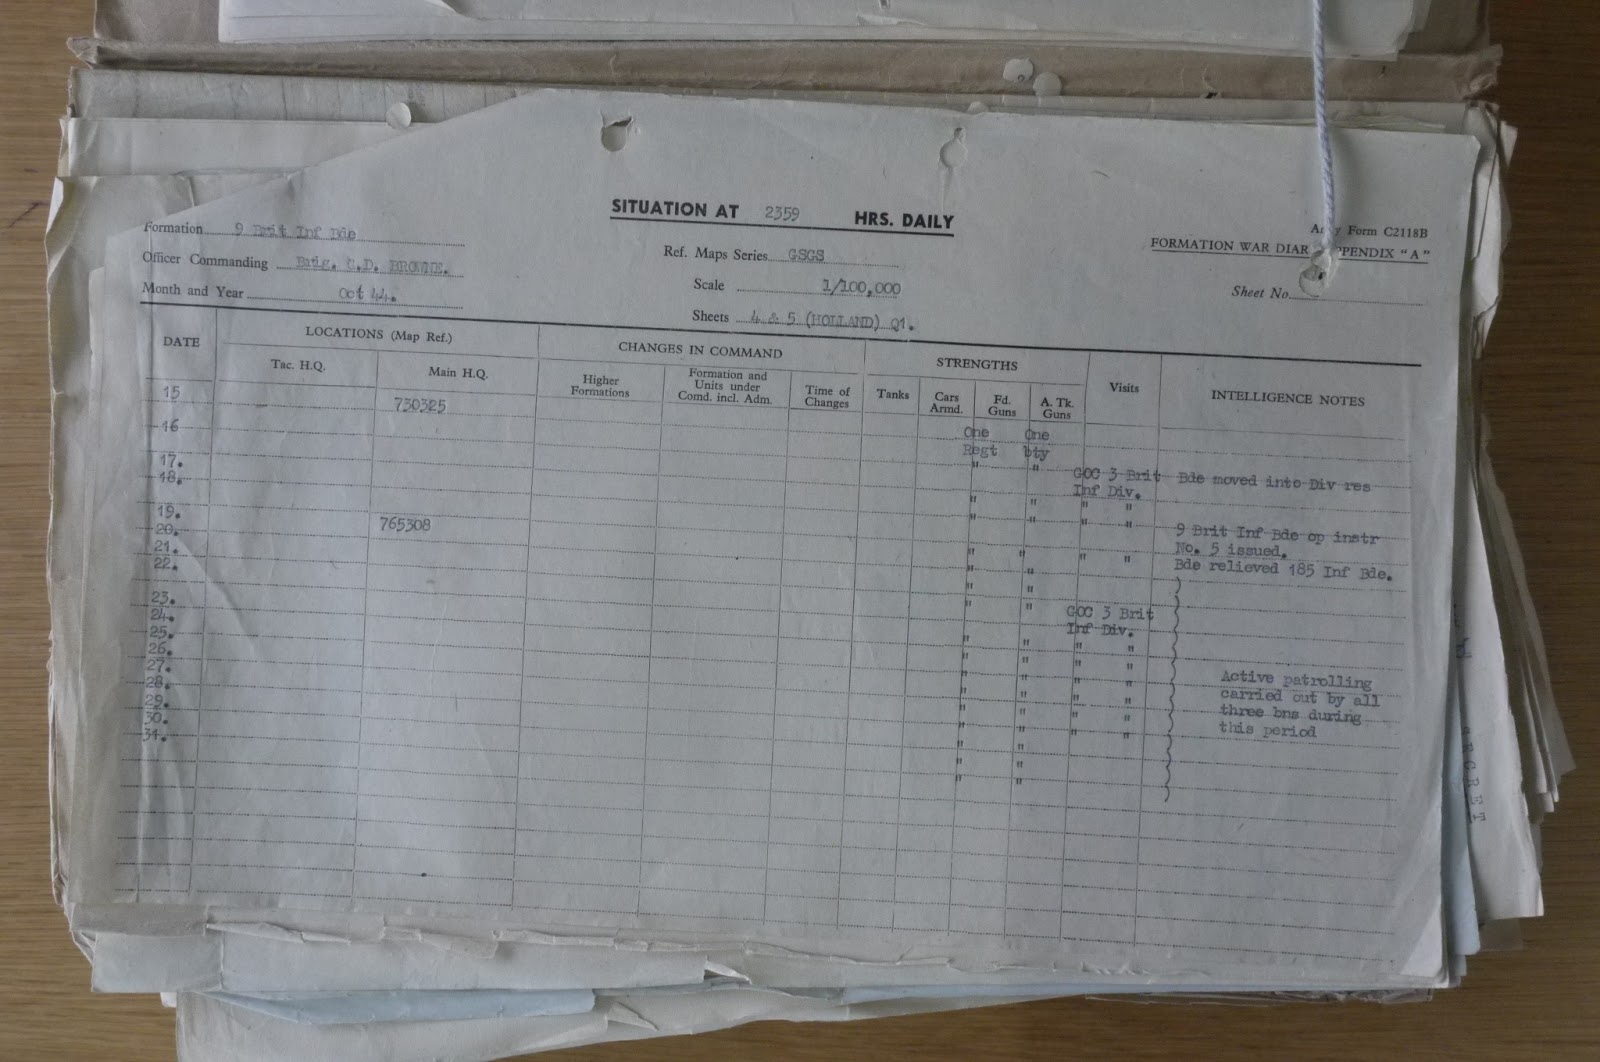 SITUATION AT 2359 HRS. DAILY
Formation 9 Brit Inf Bde
Officer Commanding Brig. C.D. BROWNE.
Month and Year Oct 44.
Ref. Maps Series GSGS
Scale 1/100,000
Sheets 4 & 5 (HOLLAND) Q1.
Army Form C2118B
FORMATION WAR DIAR PPENDIX "A"
Sheet No.
DATE
LOCATIONS (Map Ref.)
Tac. H.Q.
Main H.Q.
CHANGES IN COMMAND
Higher
Formations
Formation and
Units under
Comd. incl. Adm.
Time of
Changes
STRENGTHS
Tanks
Cars
Armd.
Fd.
Guns
A. Tk.
Guns
Visits
INTELLIGENCE NOTES
15 730325
16 One One
Regt bty
17. " " GOC 3 Brit Bde moved into Div res
Inf Div.
18. " " " "
19. " " " " 9 Brit Inf Bde op instr
No. 5 issued.
20. 765308 " " " " Bde relieved 185 Inf Bde.
21. " "
22. " "
23. " " GOC 3 Brit
Inf Div.
24. " " " "
25. " " " "
26. " " " " Active patrolling
27. " " " " carried out by all
28. " " " " three bns during
29. " " " " this period
30. " "
31. " "
SECRET